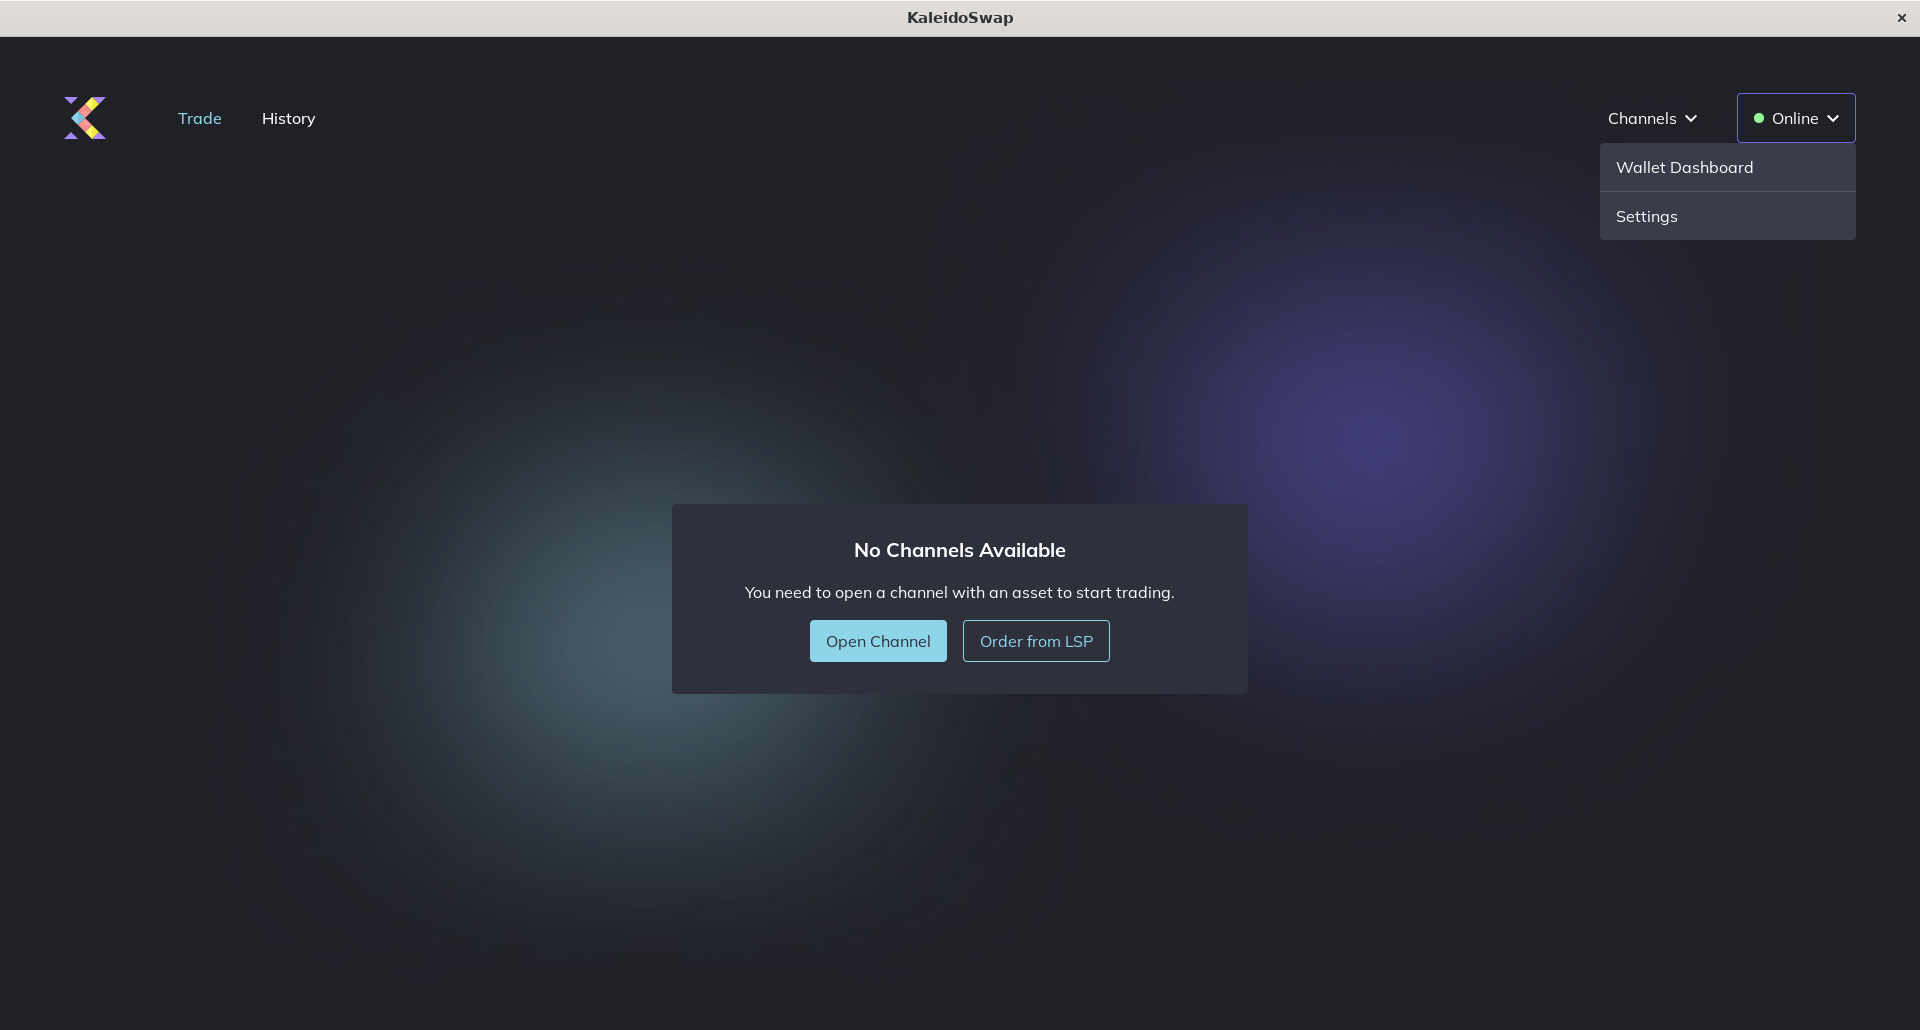 KaleidoSwap
Trade
History
Channels
Online
Wallet Dashboard
Settings
No Channels Available
You need to open a channel with an asset to start trading.
Open Channel
Order from LSP